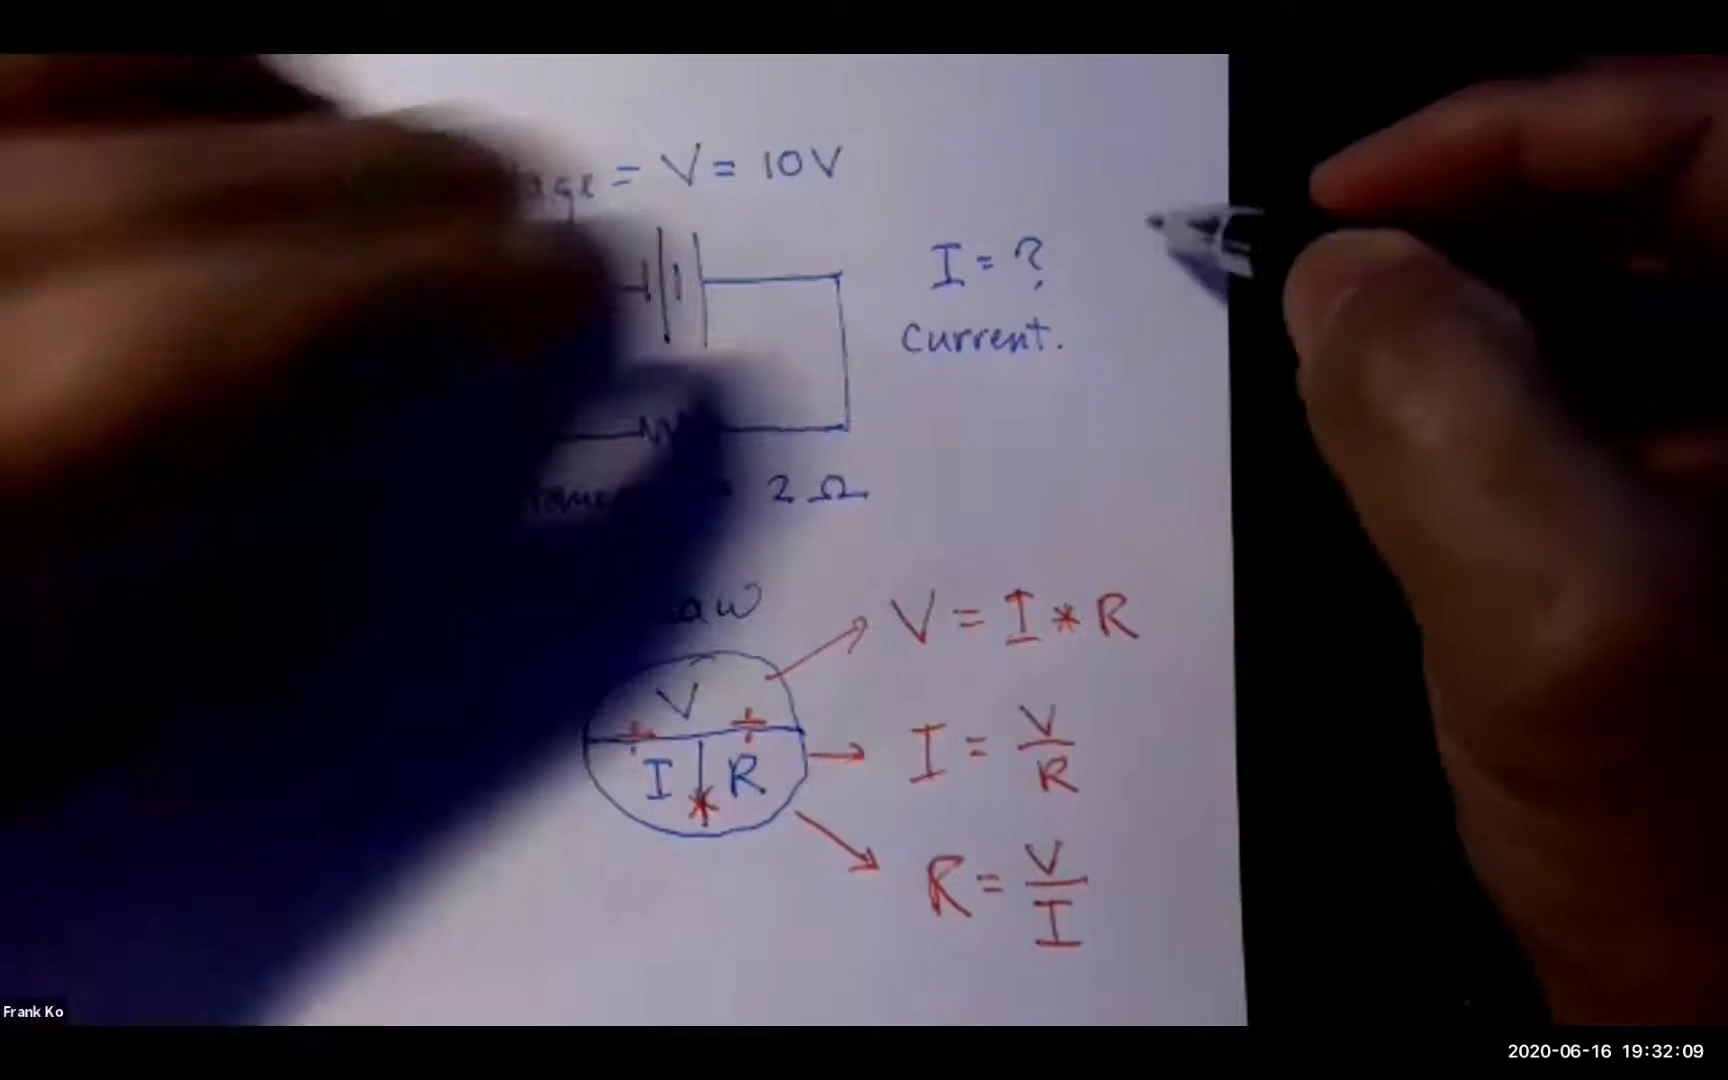 = V = 10V
I = ?
Current.
2 Ω
V = I * R
V
÷ ÷
I R
*
I = V/R
R = V/I
Frank Ko
2020-06-16 19:32:09